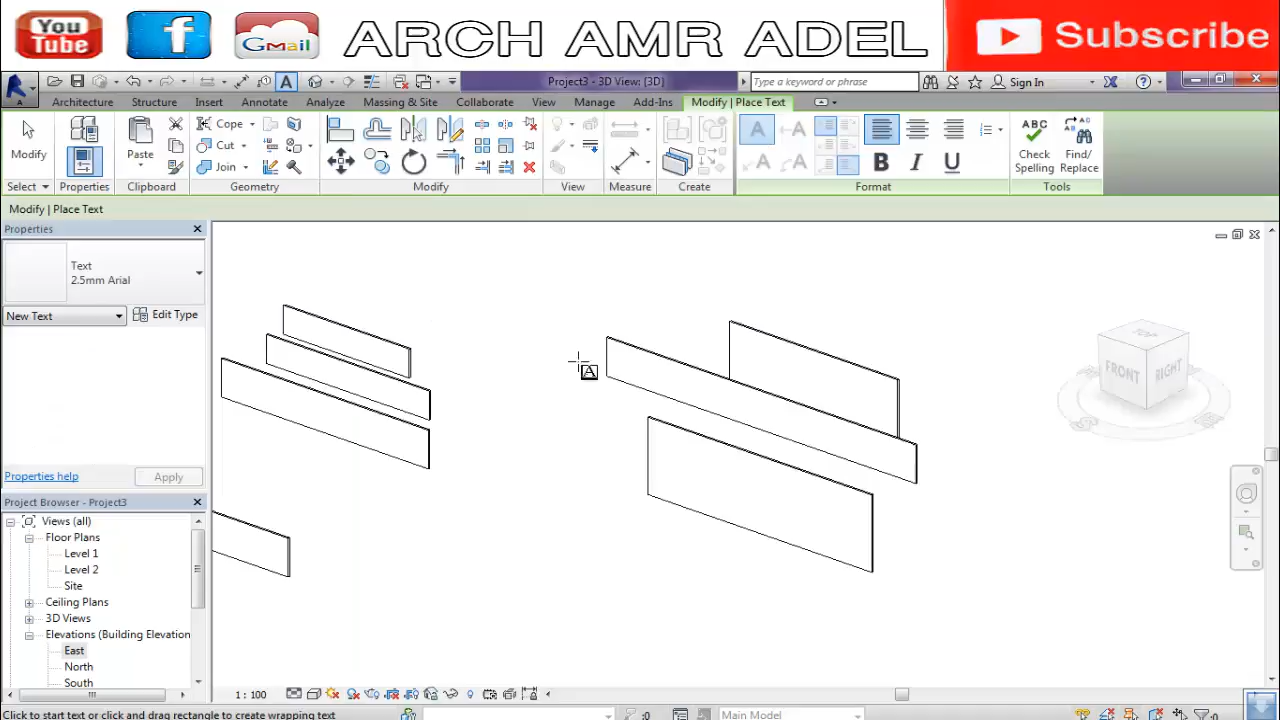 You
Tube
f
Gmail
ARCH AMR ADEL
Subscribe
Project3 - 3D View: {3D}
Type a keyword or phrase
Sign In
Architecture
Structure
Insert
Annotate
Analyze
Massing & Site
Collaborate
View
Manage
Add-Ins
Modify | Place Text
Modify
Paste
Cope
Cut
Join
Check
Spelling
Find/
Replace
Select
Properties
Clipboard
Geometry
Modify
View
Measure
Create
Format
Tools
Modify | Place Text
Properties
Text
2.5mm Arial
New Text
Edit Type
Properties help
Apply
Project Browser - Project3
Views (all)
Floor Plans
Level 1
Level 2
Site
Ceiling Plans
3D Views
Elevations (Building Elevation
East
North
South
TOP
FRONT
RIGHT
1 : 100
Click to start text or click and drag rectangle to create wrapping text
:0
Main Model